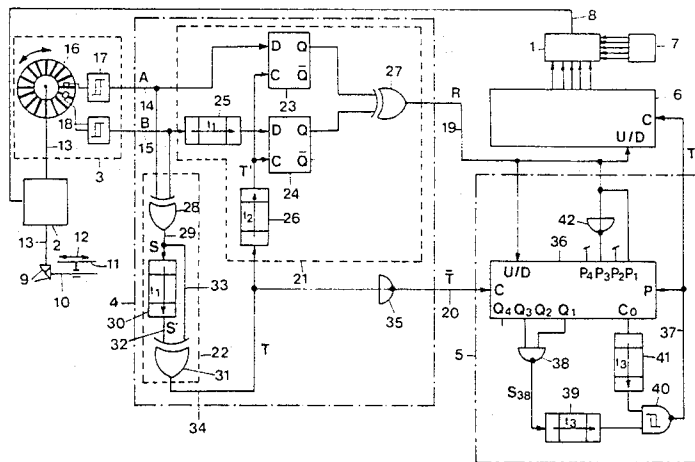 8
16
17
A
14
B
15
18
13
3
2
13
12
9
11
10
D Q
C Q̅
23
25
t₁
D Q
C Q̅
24
T'
26
t₂
27
R
19
1
7
6
C
U/D
T
28
29
S
33
t₁
30
32
S'
31
22
34
4
21
T
35
T̅
20
42
36
U/D
P₄ P₃ P₂ P₁
C
P
Q₄ Q₃ Q₂ Q₁
C₀
37
5
38
41
t₃
40
S₃₈
39
t₃